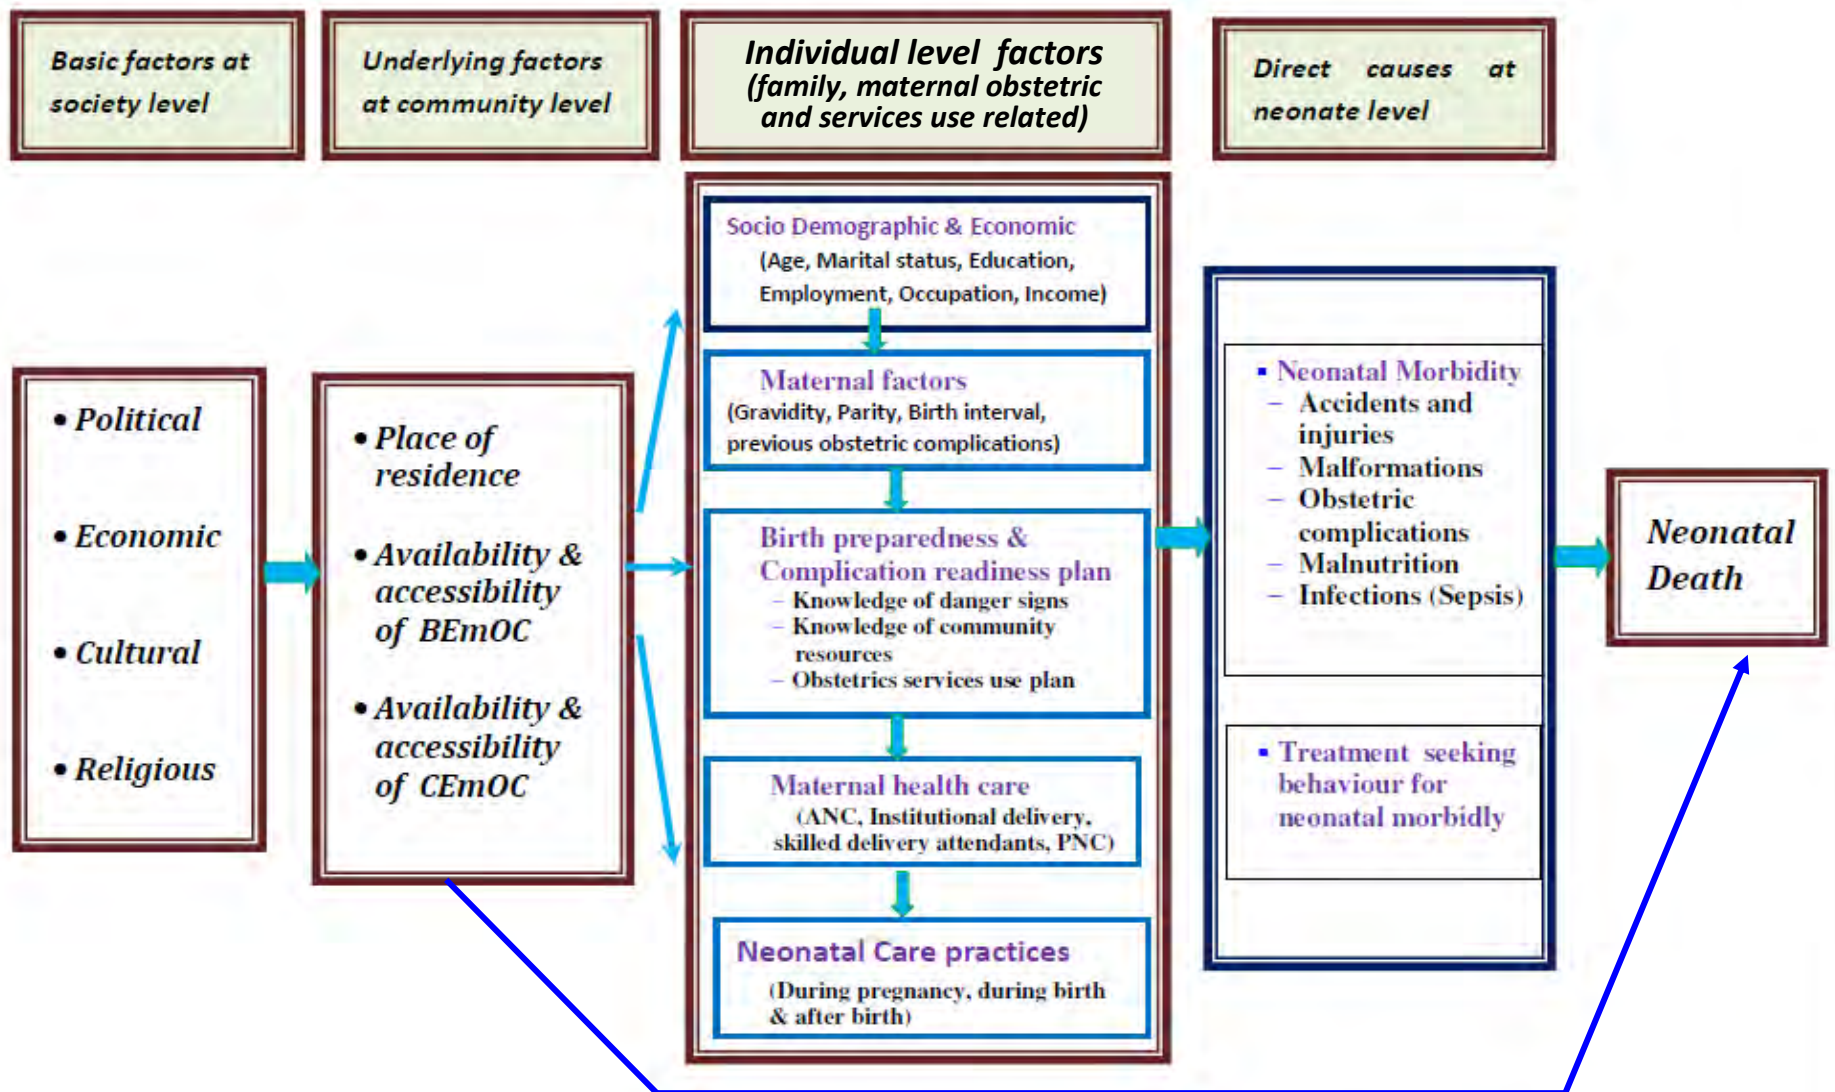 Basic factors at
society level
Underlying factors
at community level
Individual level factors
(family, maternal obstetric
and services use related)
Direct causes at
neonate level
• Political
• Economic
• Cultural
• Religious
• Place of
residence
• Availability &
accessibility
of BEmOC
• Availability &
accessibility
of CEmOC
Socio Demographic & Economic
(Age, Marital status, Education,
Employment, Occupation, Income)
Maternal factors
(Gravidity, Parity, Birth interval,
previous obstetric complications)
Birth preparedness &
Complication readiness plan
– Knowledge of danger signs
– Knowledge of community
resources
– Obstetrics services use plan
Maternal health care
(ANC, Institutional delivery,
skilled delivery attendants, PNC)
Neonatal Care practices
(During pregnancy, during birth
& after birth)
▪ Neonatal Morbidity
– Accidents and
injuries
– Malformations
– Obstetric
complications
– Malnutrition
– Infections (Sepsis)
▪ Treatment seeking
behaviour for
neonatal morbidly
Neonatal
Death